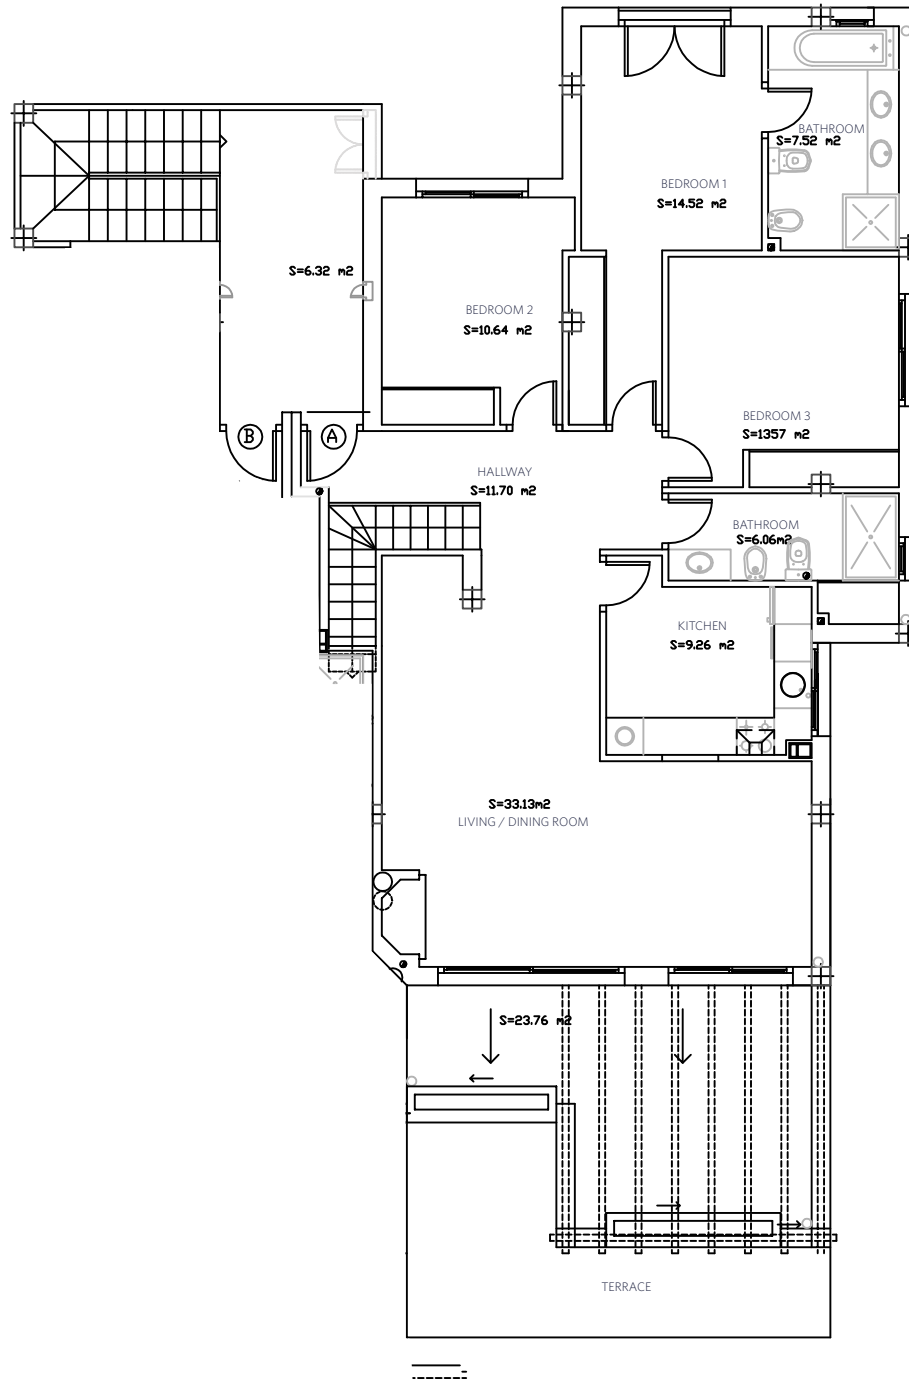 BATHROOM
S=7.52 m2
BEDROOM 1
S=14.52 m2
S=6.32 m2
BEDROOM 2
S=10.64 m2
BEDROOM 3
S=1357 m2
B
A
HALLWAY
S=11.70 m2
BATHROOM
S=6.06m2
KITCHEN
S=9.26 m2
S=33.13m2
LIVING / DINING ROOM
S=23.76 m2
TERRACE